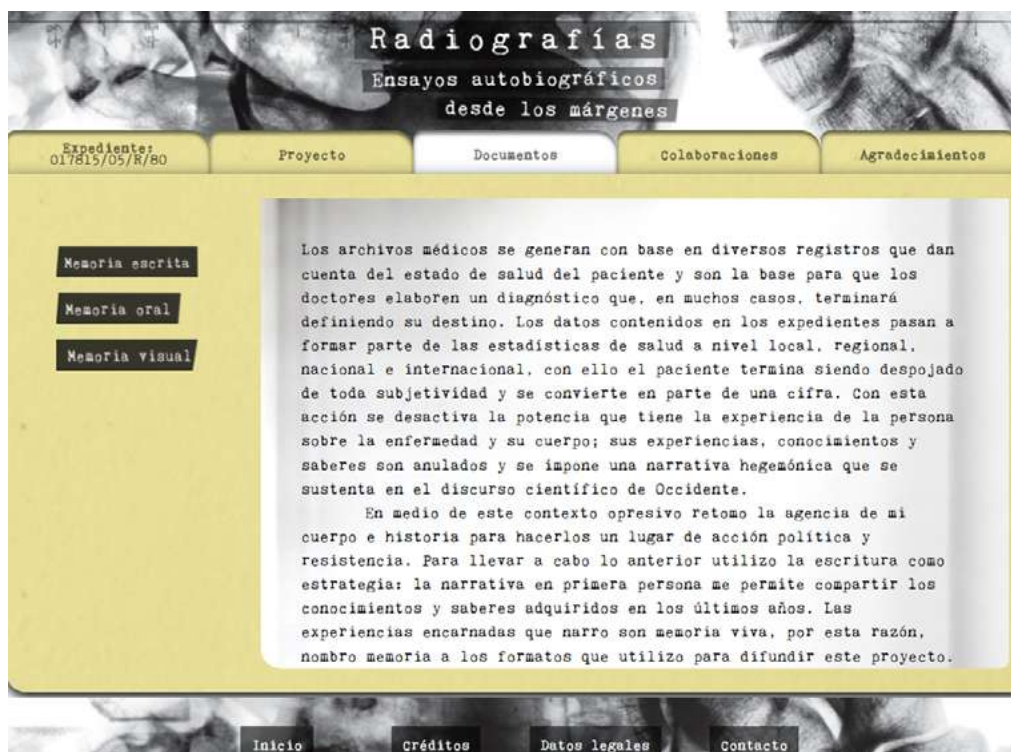 Radiografías
Ensayos autobiográficos
desde los márgenes
Expediente:
017815/05/R/80
Proyecto
Documentos
Colaboraciones
Agradecimientos
Memoria escrita
Memoria oral
Memoria visual
Los archivos médicos se generan con base en diversos registros que dan
cuenta del estado de salud del paciente y son la base para que los
doctores elaboren un diagnóstico que, en muchos casos, terminará
definiendo su destino. Los datos contenidos en los expedientes pasan a
formar parte de las estadísticas de salud a nivel local, regional,
nacional e internacional, con ello el paciente termina siendo despojado
de toda subjetividad y se convierte en parte de una cifra. Con esta
acción se desactiva la potencia que tiene la experiencia de la persona
sobre la enfermedad y su cuerpo; sus experiencias, conocimientos y
saberes son anulados y se impone una narrativa hegemónica que se
sustenta en el discurso científico de Occidente.
En medio de este contexto opresivo retomo la agencia de mi
cuerpo e historia para hacerlos un lugar de acción política y
resistencia. Para llevar a cabo lo anterior utilizo la escritura como
estrategia: la narrativa en primera persona me permite compartir los
conocimientos y saberes adquiridos en los últimos años. Las
experiencias encarnadas que narro son memoria viva, por esta razón,
nombro memoria a los formatos que utilizo para difundir este proyecto.
Inicio
Créditos
Datos legales
Contacto